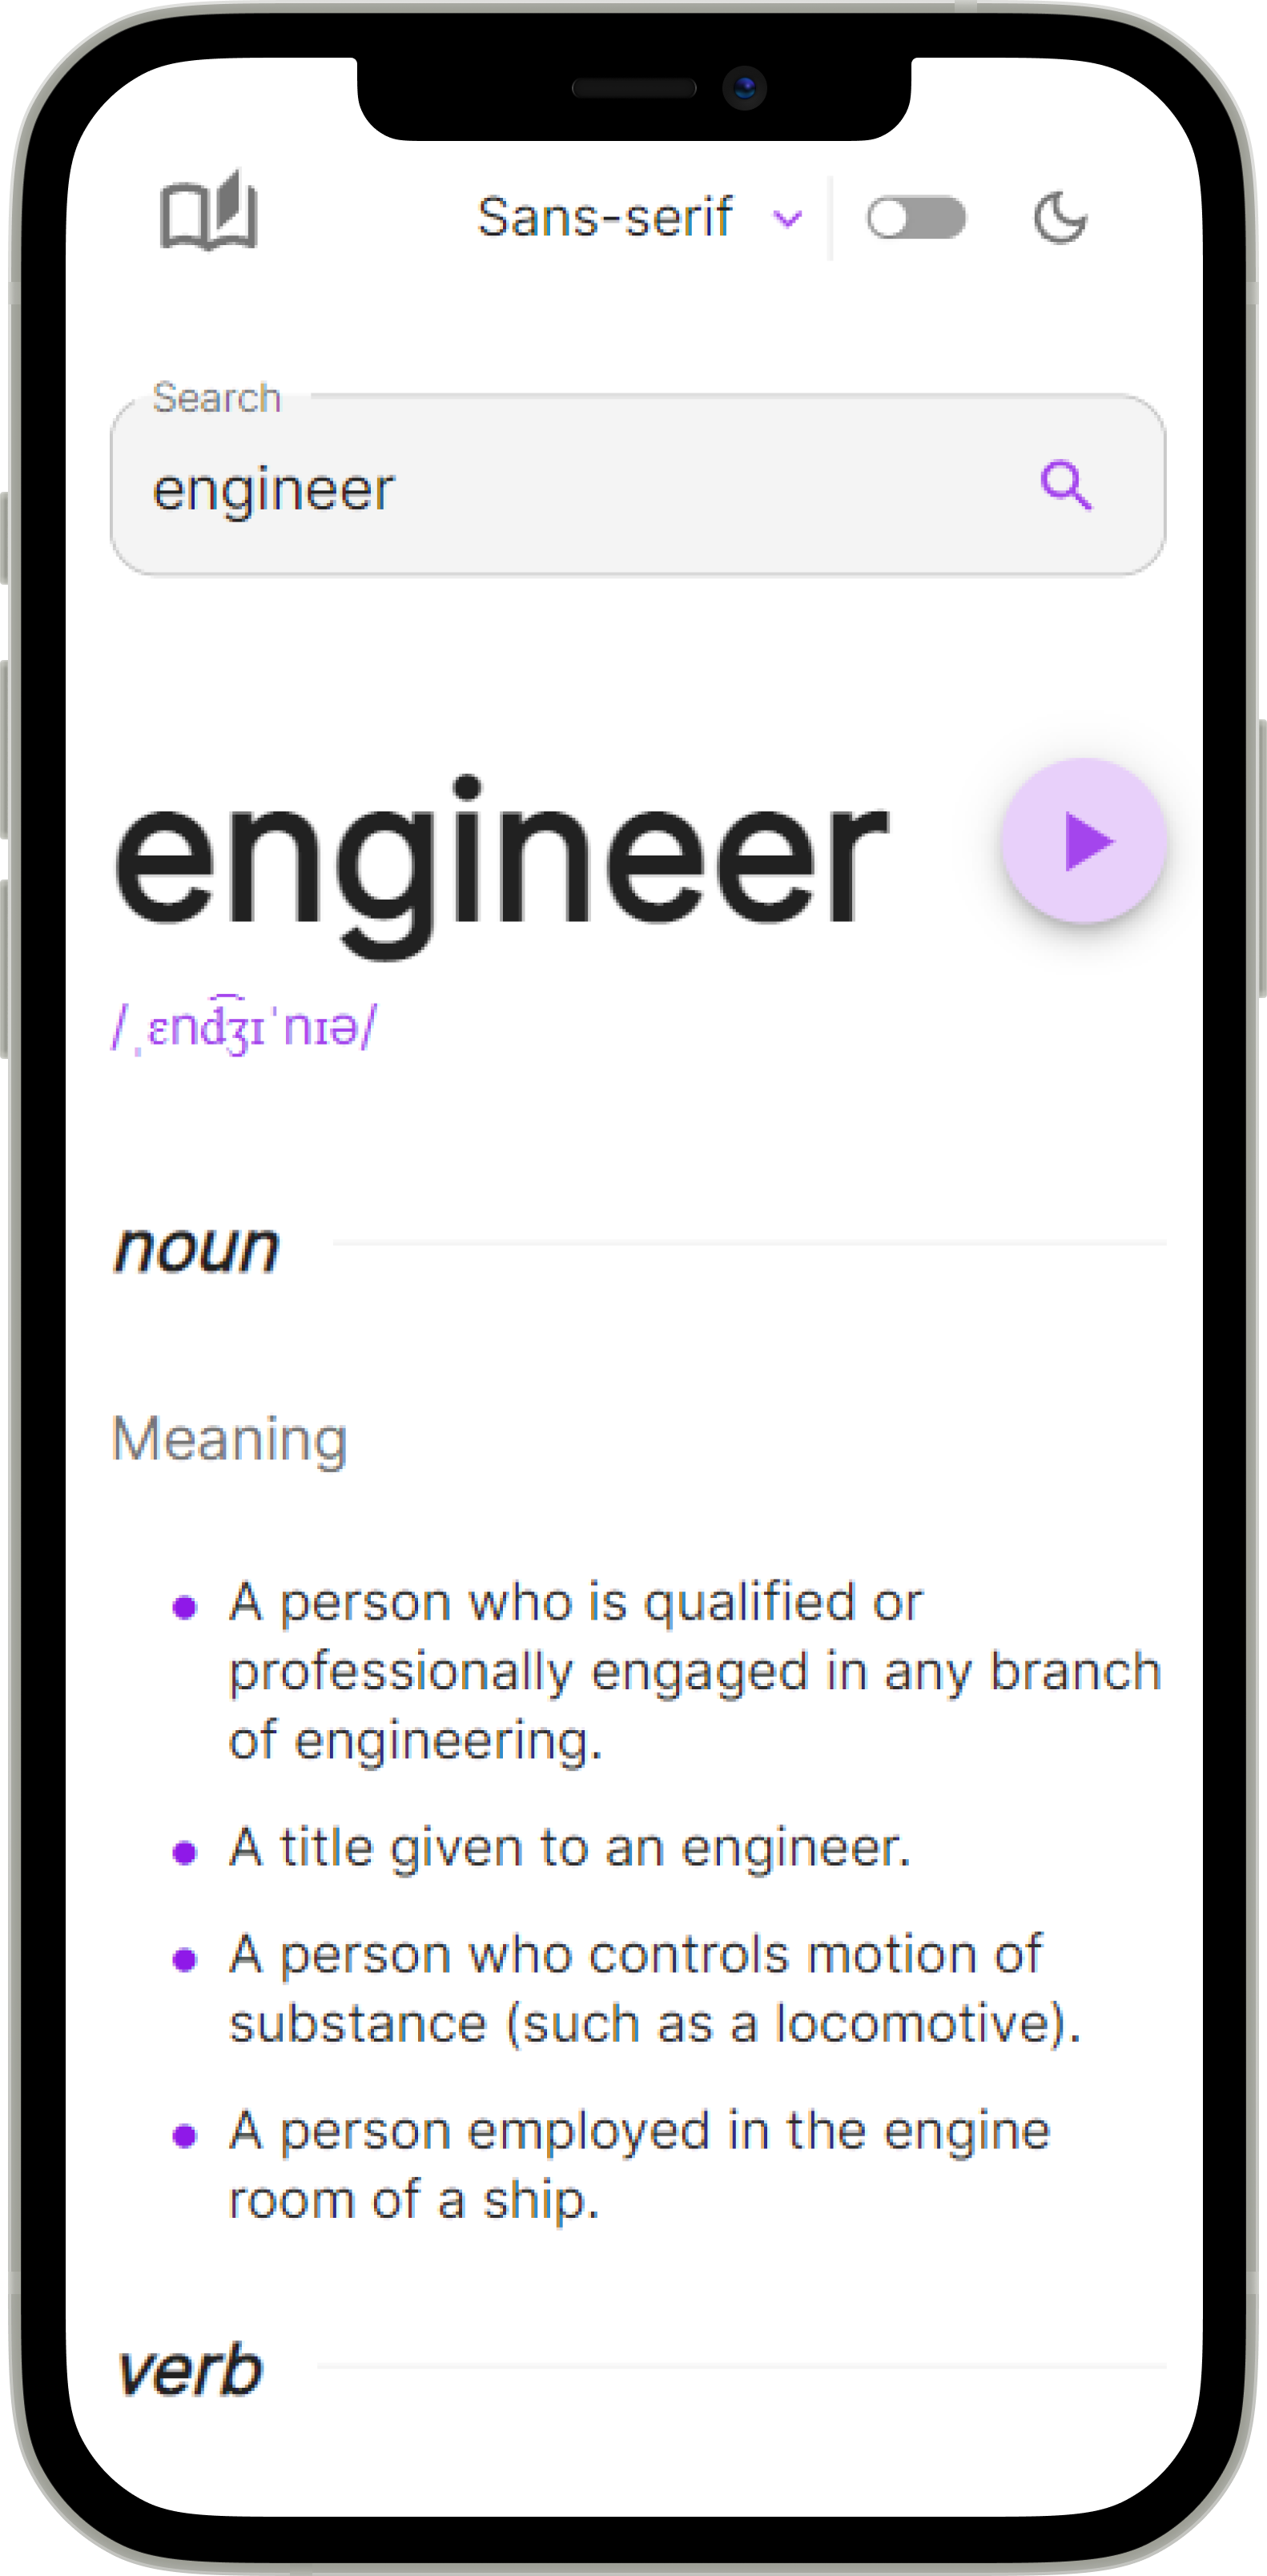 Sans-serif
Search
engineer
engineer
/ˌɛnd͡ʒɪˈnɪə/
noun
Meaning
A person who is qualified or
professionally engaged in any branch
of engineering.
A title given to an engineer.
A person who controls motion of
substance (such as a locomotive).
A person employed in the engine
room of a ship.
verb